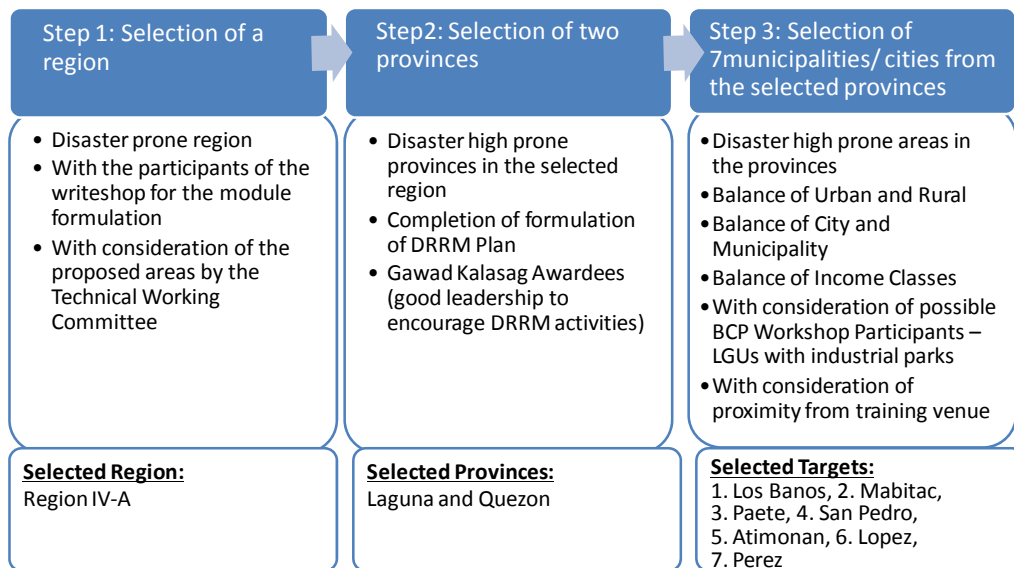 Step 1: Selection of a
region
• Disaster prone region
• With the participants of the
writeshop for the module
formulation
• With consideration of the
proposed areas by the
Technical Working
Committee
Selected Region:
Region IV-A
Step2: Selection of two
provinces
• Disaster high prone
provinces in the selected
region
• Completion of formulation
of DRRM Plan
• Gawad Kalasag Awardees
(good leadership to
encourage DRRM activities)
Selected Provinces:
Laguna and Quezon
Step 3: Selection of
7municipalities/ cities from
the selected provinces
•Disaster high prone areas in
the provinces
•Balance of Urban and Rural
•Balance of City and
Municipality
•Balance of Income Classes
•With consideration of possible
BCP Workshop Participants –
LGUs with industrial parks
•With consideration of
proximity from training venue
Selected Targets:
1. Los Banos, 2. Mabitac,
3. Paete, 4. San Pedro,
5. Atimonan, 6. Lopez,
7. Perez